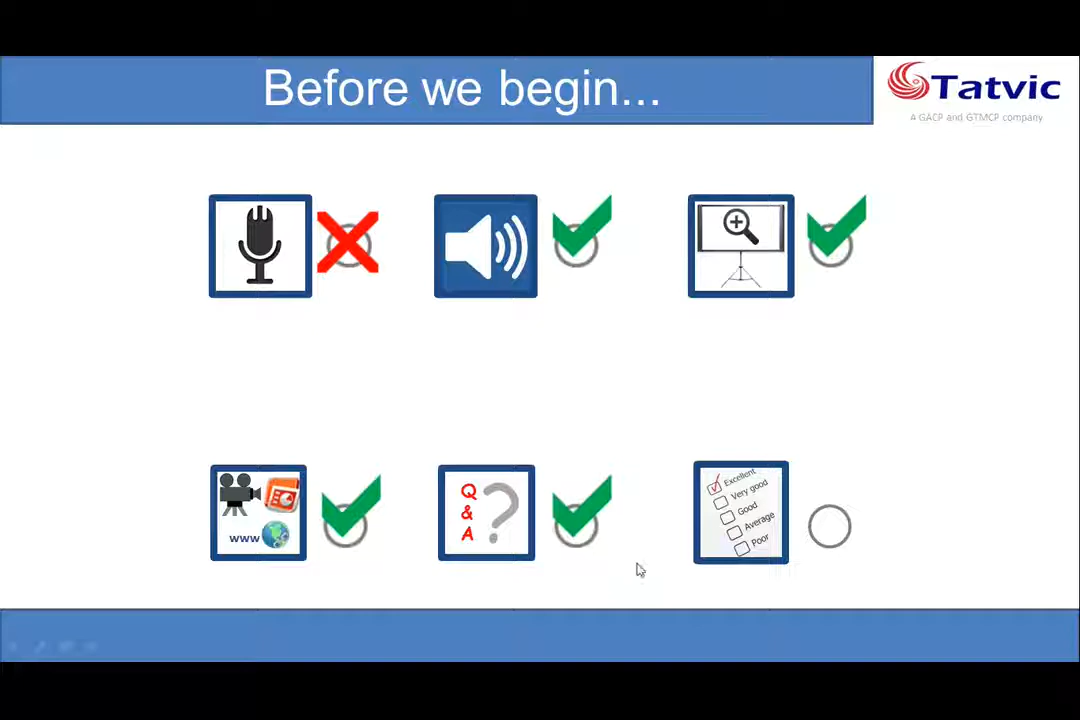 Before we begin...
Tatvic
A GACP and GTMCP company
www
Q
&
A
Excellent
Very good
Good
Average
Poor